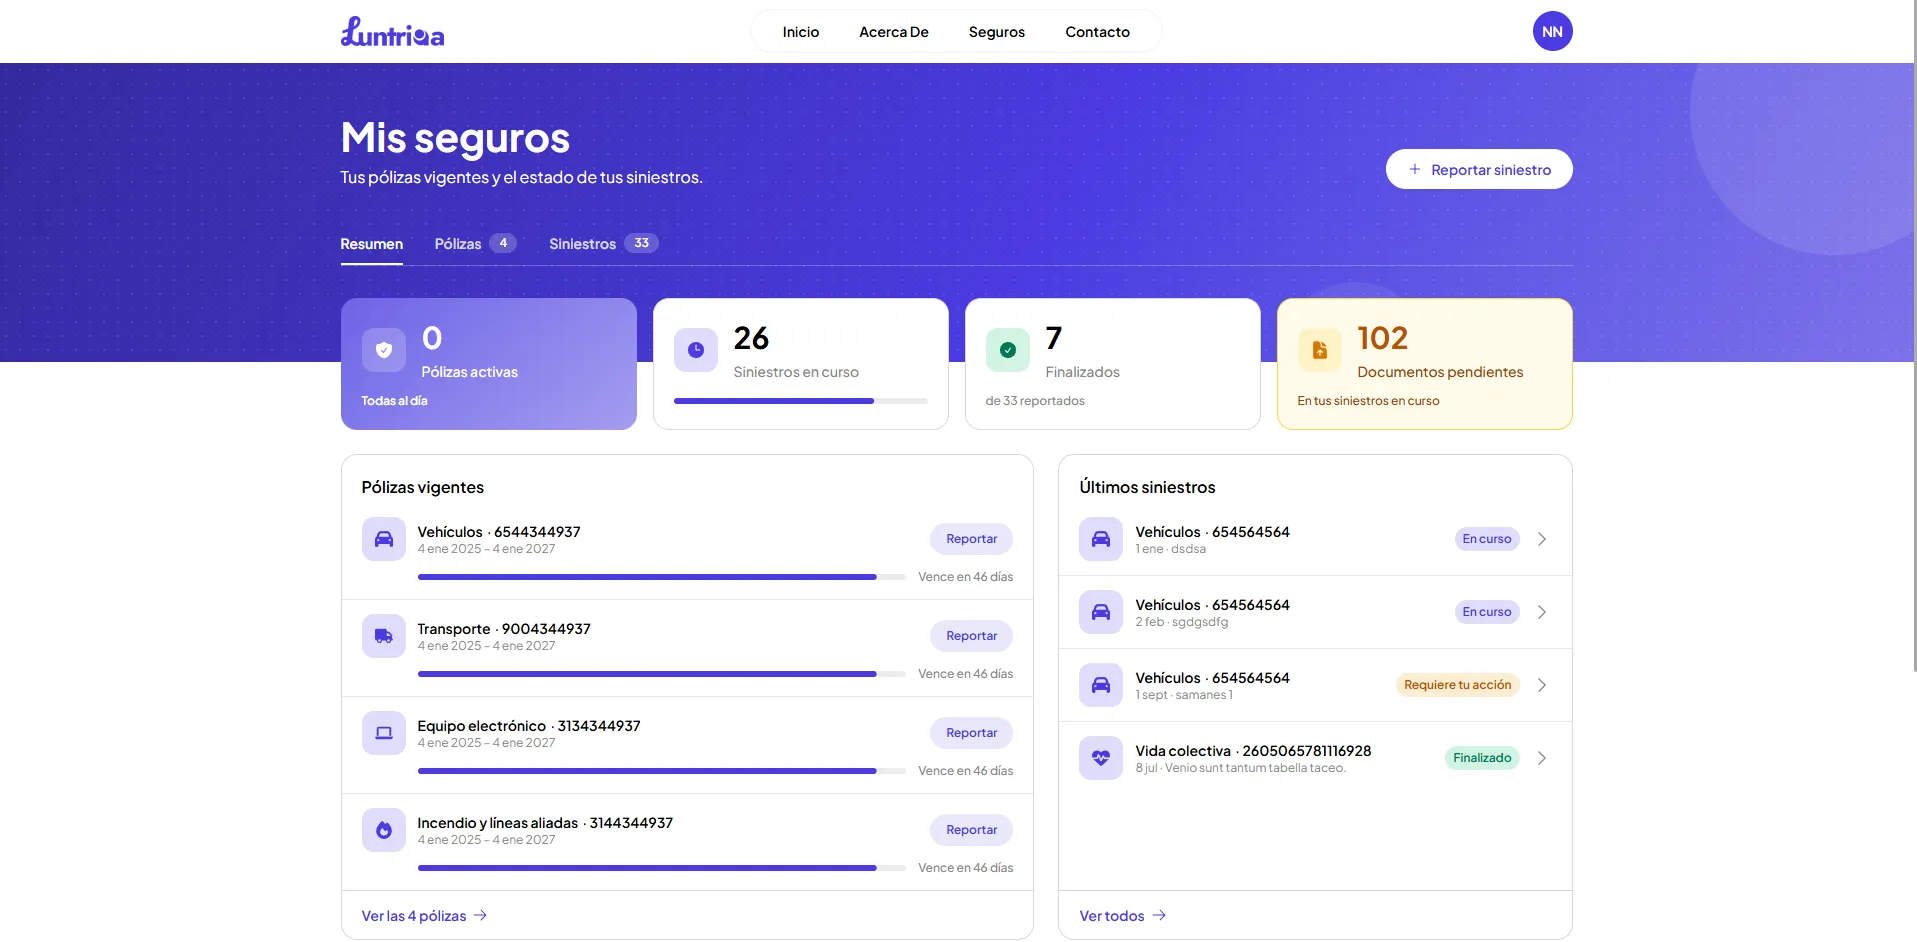 Luntriga
Inicio
Acerca De
Seguros
Contacto
NN
Mis seguros
Tus pólizas vigentes y el estado de tus siniestros.
+ Reportar siniestro
Resumen
Pólizas 4
Siniestros 33
0
Pólizas activas
Todas al día
26
Siniestros en curso
7
Finalizados
de 33 reportados
102
Documentos pendientes
En tus siniestros en curso
Pólizas vigentes
Vehículos · 6544344937
4 ene 2025 – 4 ene 2027
Reportar
Vence en 46 días
Transporte · 9004344937
4 ene 2025 – 4 ene 2027
Reportar
Vence en 46 días
Equipo electrónico · 3134344937
4 ene 2025 – 4 ene 2027
Reportar
Vence en 46 días
Incendio y líneas aliadas · 3144344937
4 ene 2025 – 4 ene 2027
Reportar
Vence en 46 días
Ver las 4 pólizas →
Últimos siniestros
Vehículos · 654564564
1 ene · dsdsa
En curso
Vehículos · 654564564
2 feb · sgdgsdfg
En curso
Vehículos · 654564564
1 sept · samanes 1
Requiere tu acción
Vida colectiva · 2605065781116928
8 jul · Venio sunt tantum tabella taceo.
Finalizado
Ver todos →